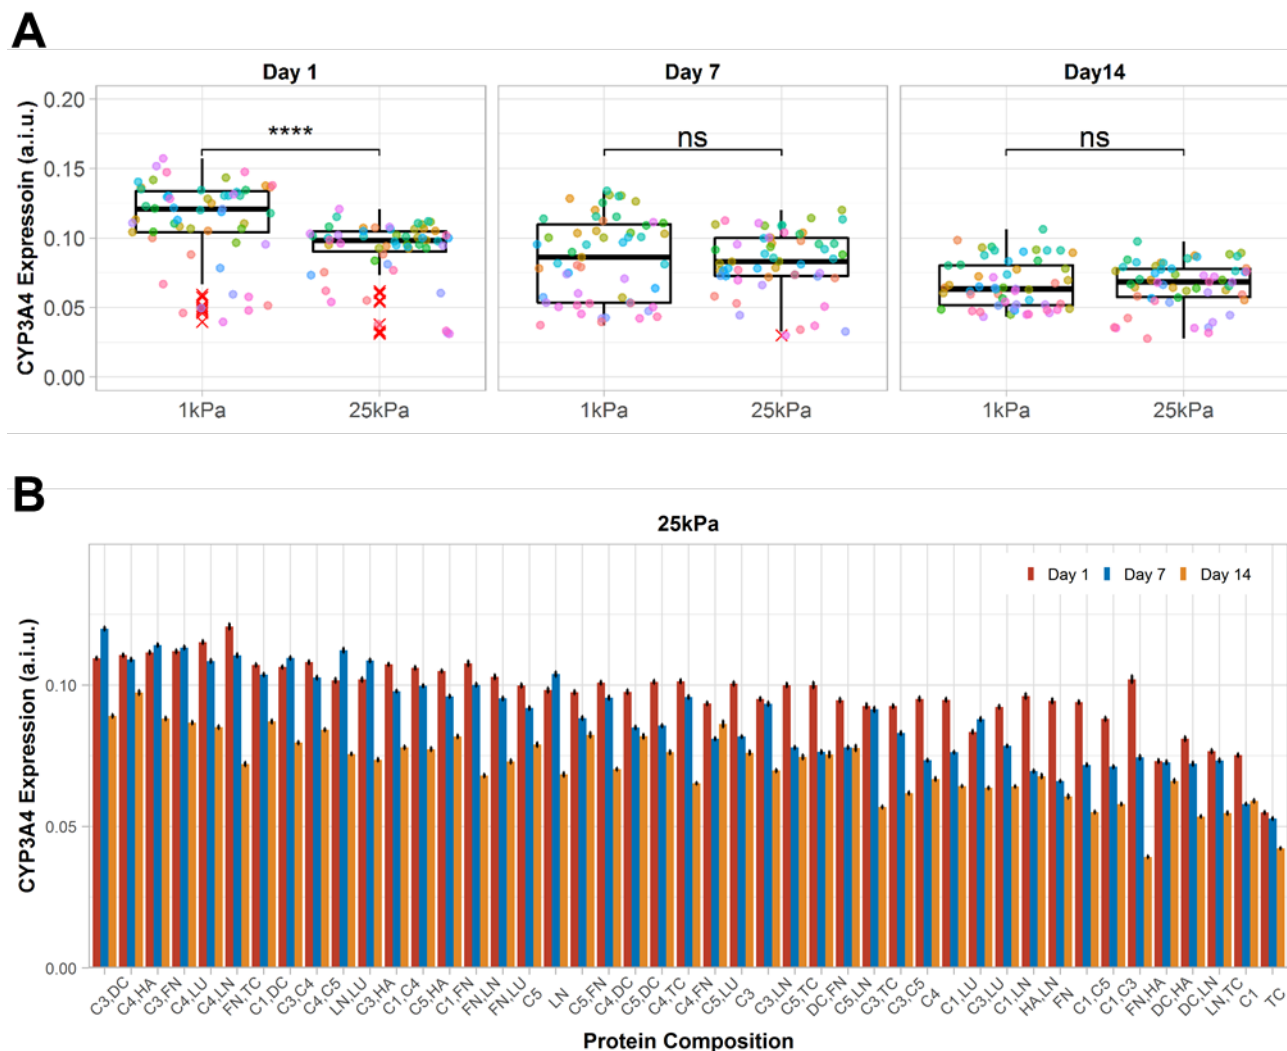 A
Day 1
Day 7
Day14
CYP3A4 Expressoin (a.i.u.)
0.20
0.15
0.10
0.05
0.00
****
ns
ns
1kPa
25kPa
1kPa
25kPa
1kPa
25kPa
B
25kPa
Day 1
Day 7
Day 14
CYP3A4 Expression (a.i.u.)
0.10
0.05
0.00
C3,DC
C4,HA
C3,FN
C4,LU
C4,LN
FN,TC
C1,DC
C3,C4
C4,C5
LN,LU
C3,HA
C1,C4
C5,HA
C1,FN
FN,LN
FN,LU
C5
LN
C5,FN
C4,DC
C5,DC
C4,TC
C4,FN
C5,LU
C3
C3,LN
C5,TC
DC,FN
C5,LN
C3,TC
C3,C5
C4
C1,LU
C3,LU
C1,LN
HA,LN
FN
C1,C5
C1,C3
FN,HA
DC,HA
DC,LN
LN,TC
C1
TC
Protein Composition